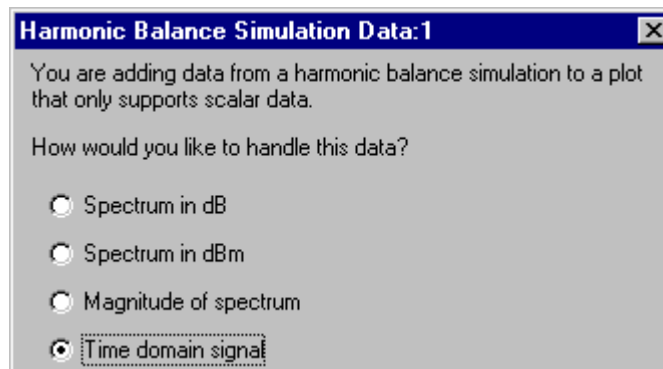 Harmonic Balance Simulation Data:1
You are adding data from a harmonic balance simulation to a plot
that only supports scalar data.
How would you like to handle this data?
Spectrum in dB
Spectrum in dBm
Magnitude of spectrum
Time domain signal